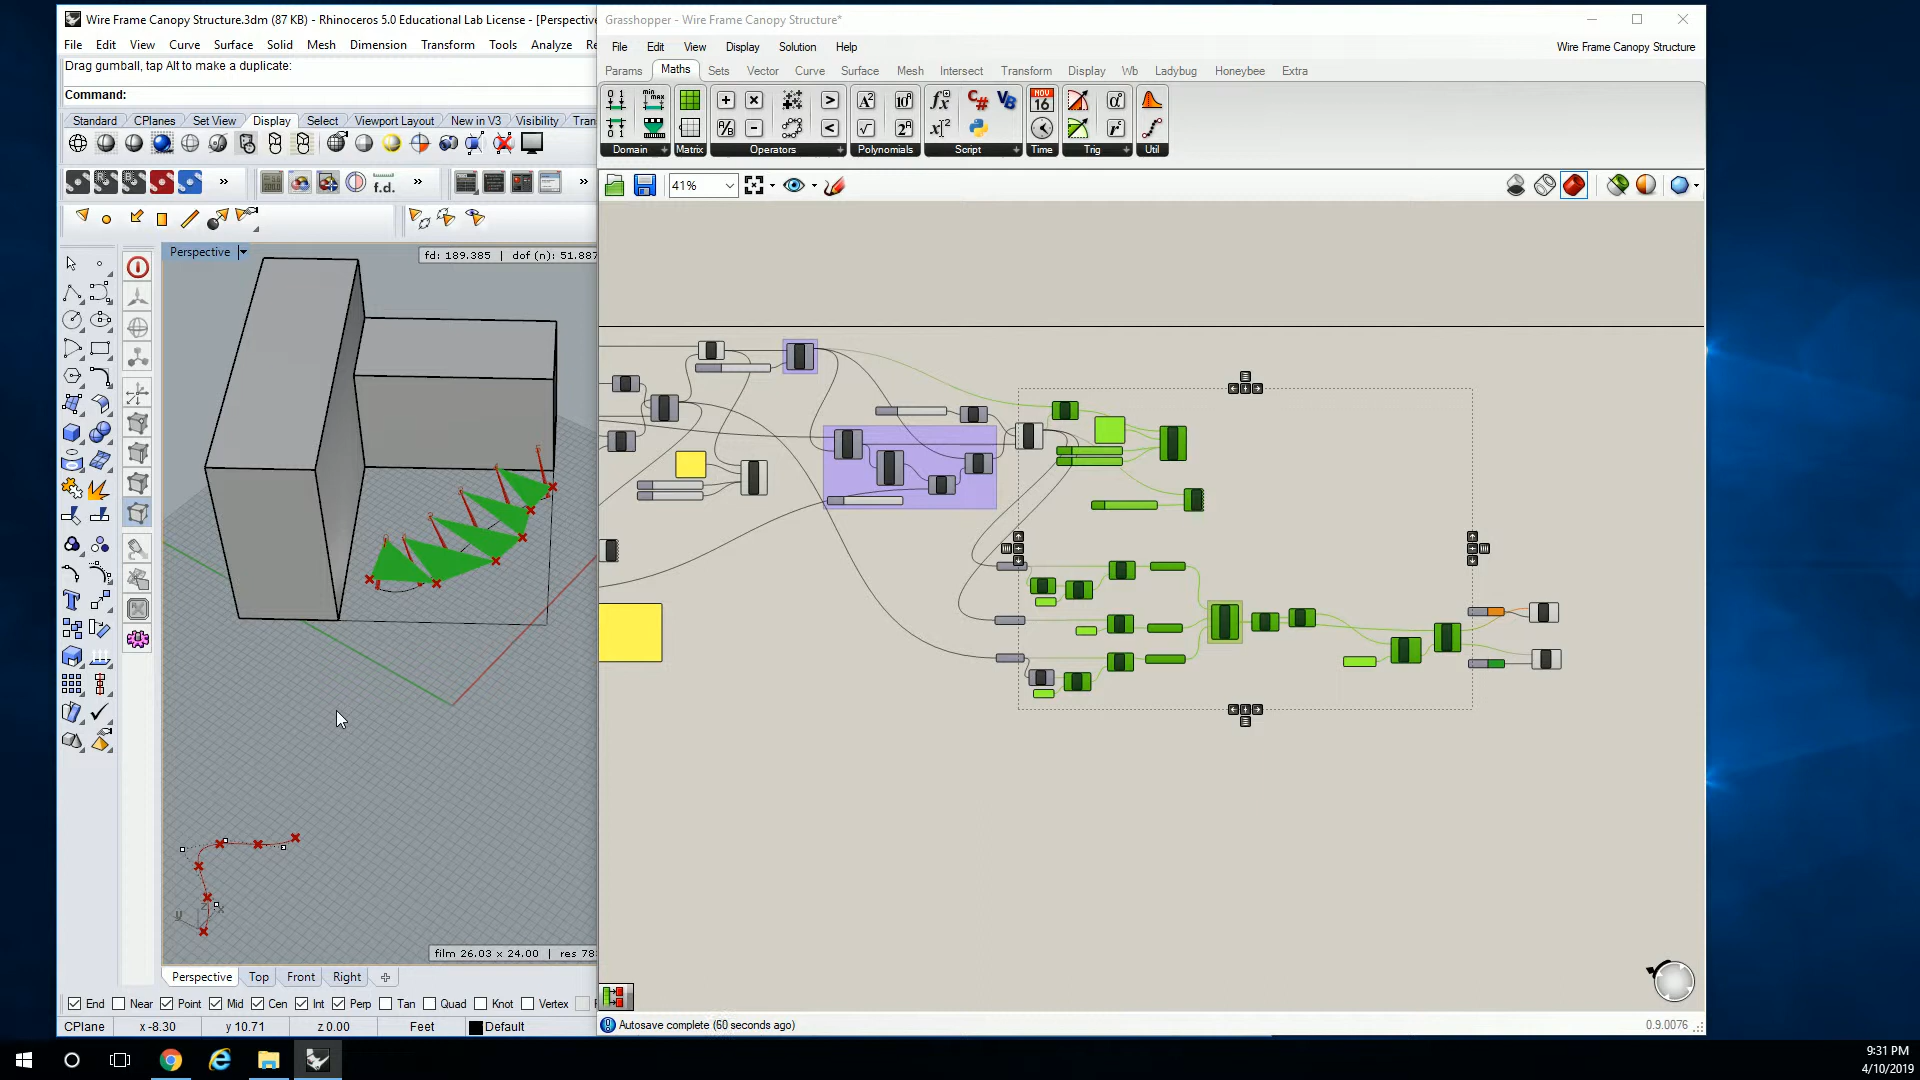 Wire Frame Canopy Structure.3dm (87 KB) - Rhinoceros 5.0 Educational Lab License - [Perspective
File Edit View Curve Surface Solid Mesh Dimension Transform Tools Analyze Re
Drag gumball, tap Alt to make a duplicate:
Command:
Standard CPlanes Set View Display Select Viewport Layout New in V3 Visibility Tran
f.d.
Perspective
fd: 189.385 | dof (n): 51.887
film 26.03 x 24.00 | res 78
Perspective Top Front Right
End Near Point Mid Cen Int Perp Tan Quad Knot Vertex
CPlane x -8.30 y 10.71 z 0.00 Feet Default
Grasshopper - Wire Frame Canopy Structure*
File Edit View Display Solution Help
Wire Frame Canopy Structure
Params Maths Sets Vector Curve Surface Mesh Intersect Transform Display Wb Ladybug Honeybee Extra
Domain Matrix Operators Polynomials Script Time Trig Util
41%
Autosave complete (60 seconds ago)
0.9.0076
9:31 PM
4/10/2019